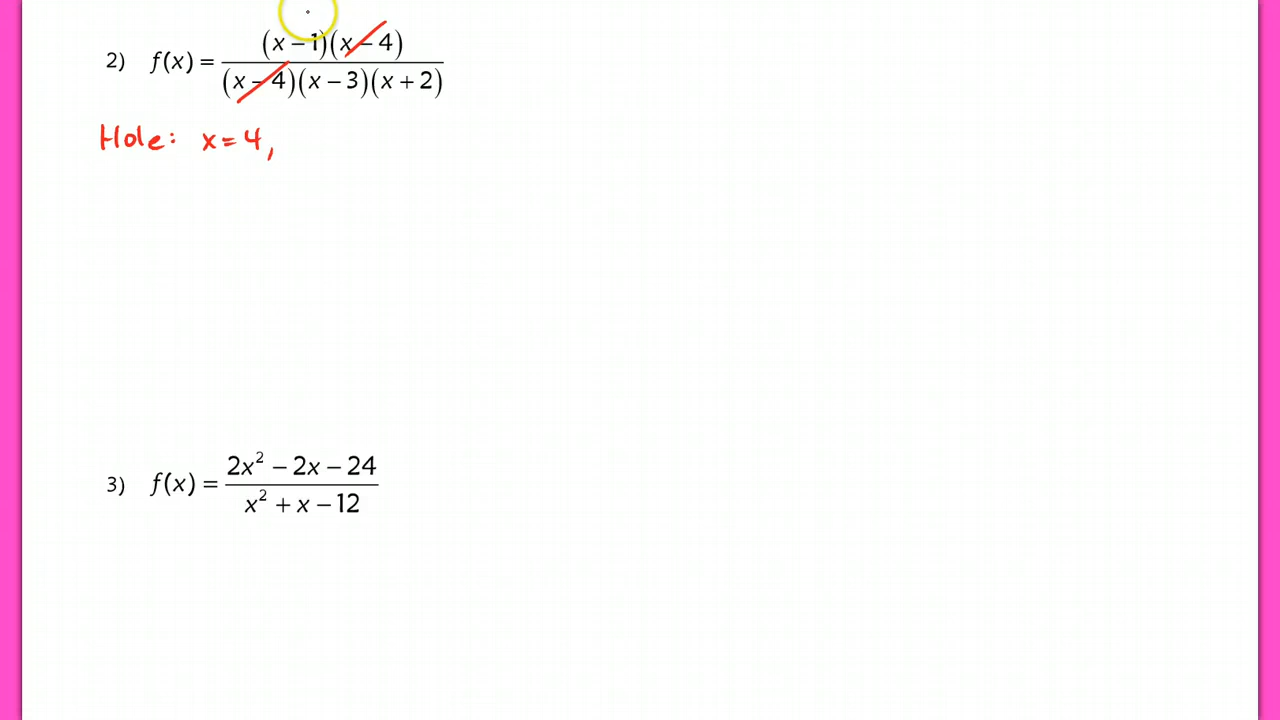 2) f(x) = (x − 1)(x − 4) / (x − 4)(x − 3)(x + 2)
Hole: x = 4,
3) f(x) = 2x² − 2x − 24 / x² + x − 12